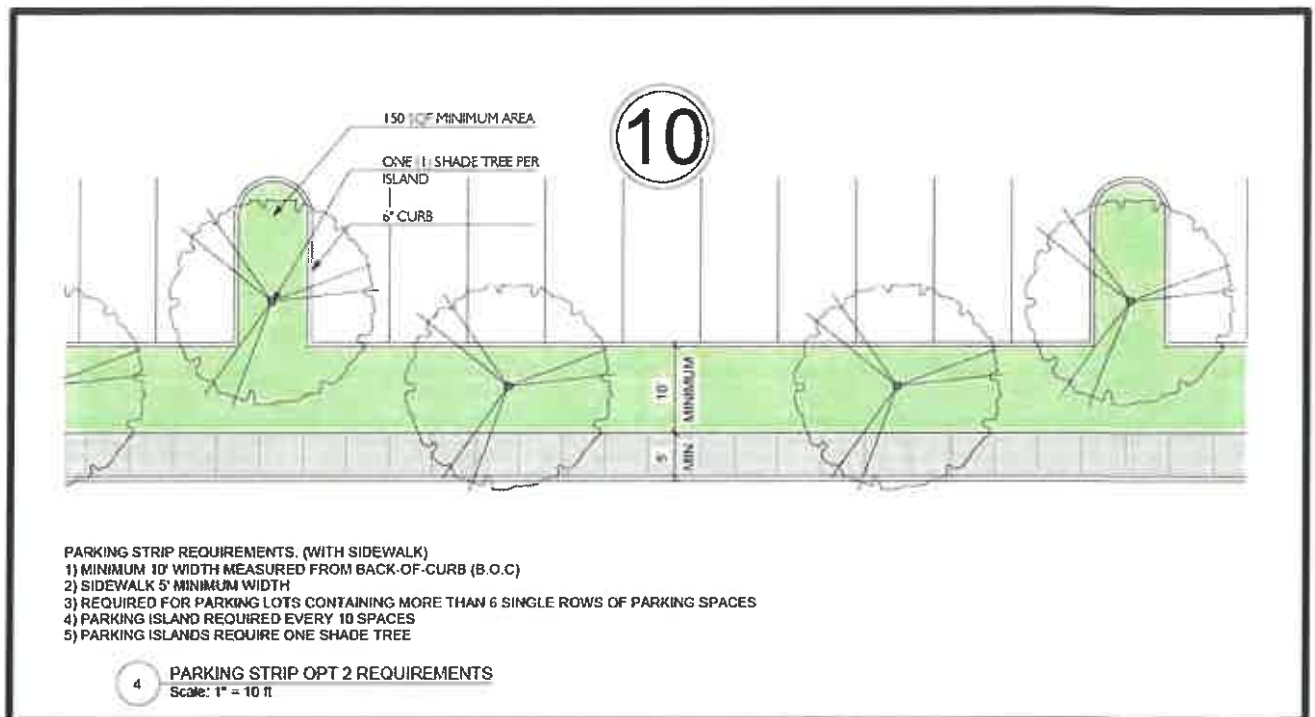 150 SQF MINIMUM AREA
10
ONE (1) SHADE TREE PER
ISLAND
6" CURB
10' MINIMUM
5' MIN
PARKING STRIP REQUIREMENTS. (WITH SIDEWALK)
1) MINIMUM 10' WIDTH MEASURED FROM BACK-OF-CURB (B.O.C)
2) SIDEWALK 5' MINIMUM WIDTH
3) REQUIRED FOR PARKING LOTS CONTAINING MORE THAN 6 SINGLE ROWS OF PARKING SPACES
4) PARKING ISLAND REQUIRED EVERY 10 SPACES
5) PARKING ISLANDS REQUIRE ONE SHADE TREE
4
PARKING STRIP OPT 2 REQUIREMENTS
Scale: 1" = 10 ft